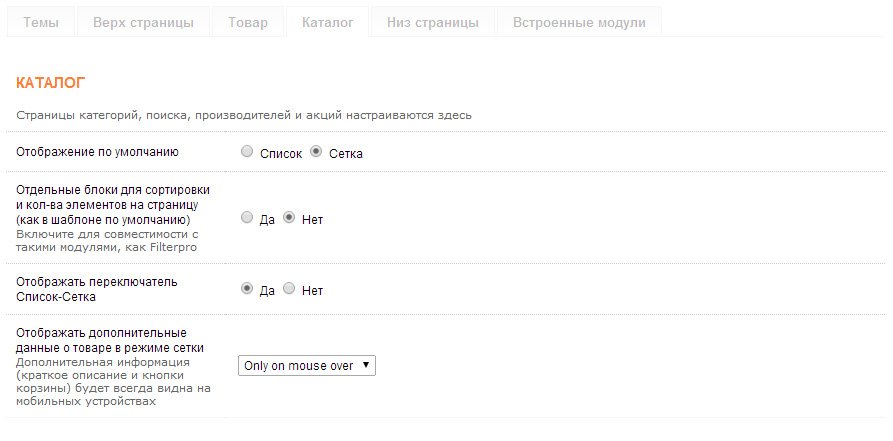 Темы Верх страницы Товар Каталог Низ страницы Встроенные модули
КАТАЛОГ
Страницы категорий, поиска, производителей и акций настраиваются здесь
Отображение по умолчанию
Список Сетка
Отдельные блоки для сортировки
и кол-ва элементов на страницу
(как в шаблоне по умолчанию)
Включите для совместимости с
такими модулями, как Filterpro
Да Нет
Отображать переключатель
Список-Сетка
Да Нет
Отображать дополнительные
данные о товаре в режиме сетки
Дополнительная информация
(краткое описание и кнопки
корзины) будет всегда видна на
мобильных устройствах
Only on mouse over